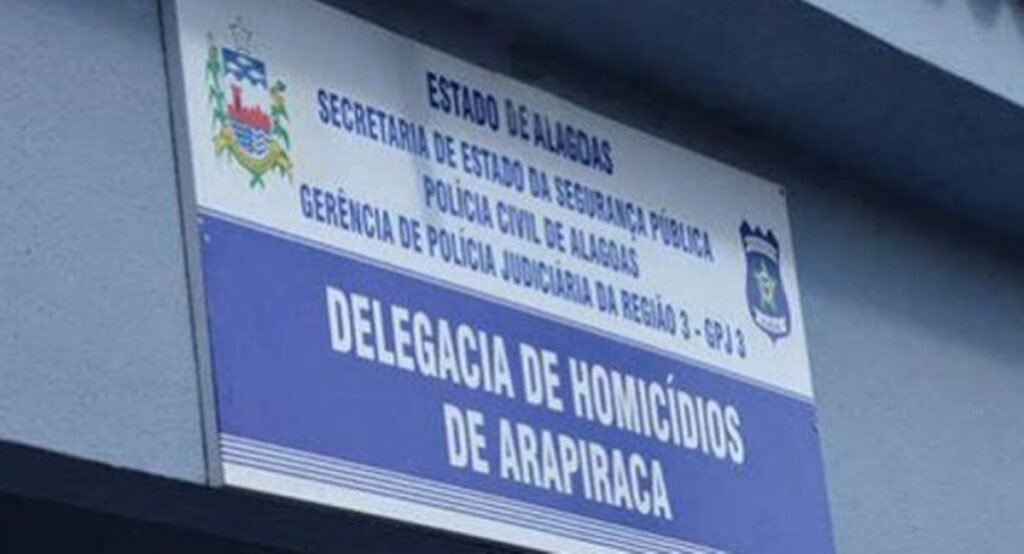 ESTADO DE ALAGOAS
SECRETARIA DE ESTADO DA SEGURANÇA PÚBLICA
POLÍCIA CIVIL DE ALAGOAS
GERÊNCIA DE POLÍCIA JUDICIÁRIA DA REGIÃO 3 - GPJ 3
DELEGACIA DE HOMICÍDIOS
DE ARAPIRACA